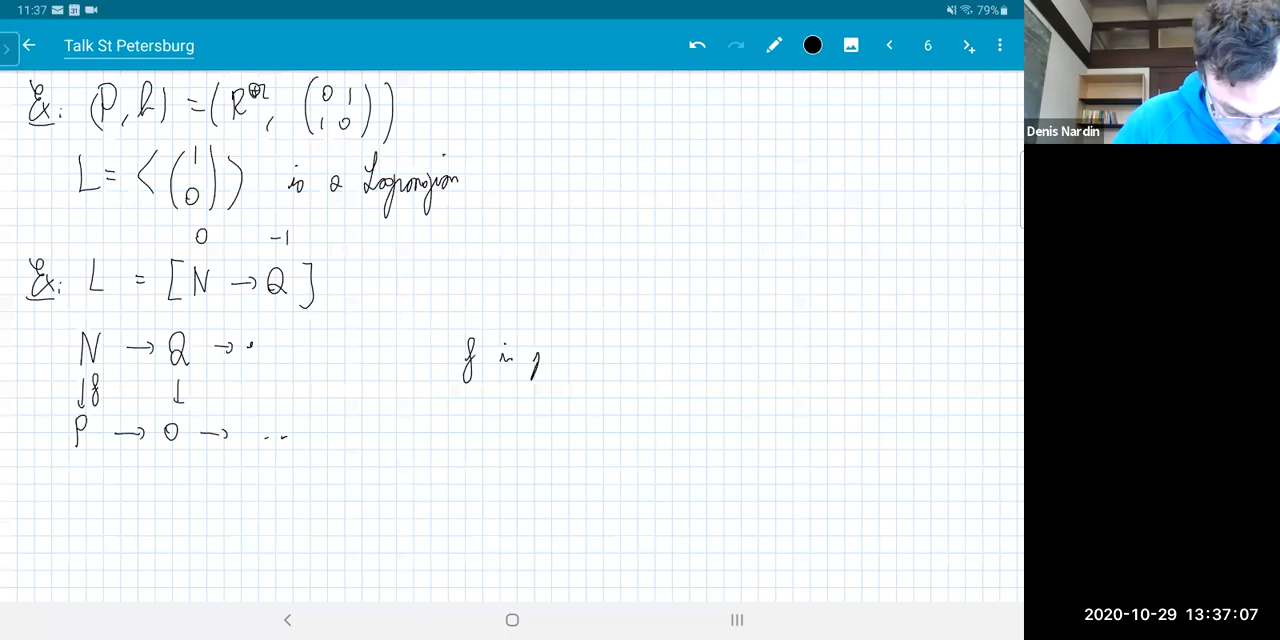 11:37 79%
Talk St Petersburg
6
Ex: (P, h) = (R^{⊕2}, (0 1
1 0))
L = <(1
0)> is a Lagrangian
0 -1
Ex: L = [N → Q]
N → Q → ·
↓f ↓
P → 0 → ...
f is
Denis Nardin
2020-10-29 13:37:07